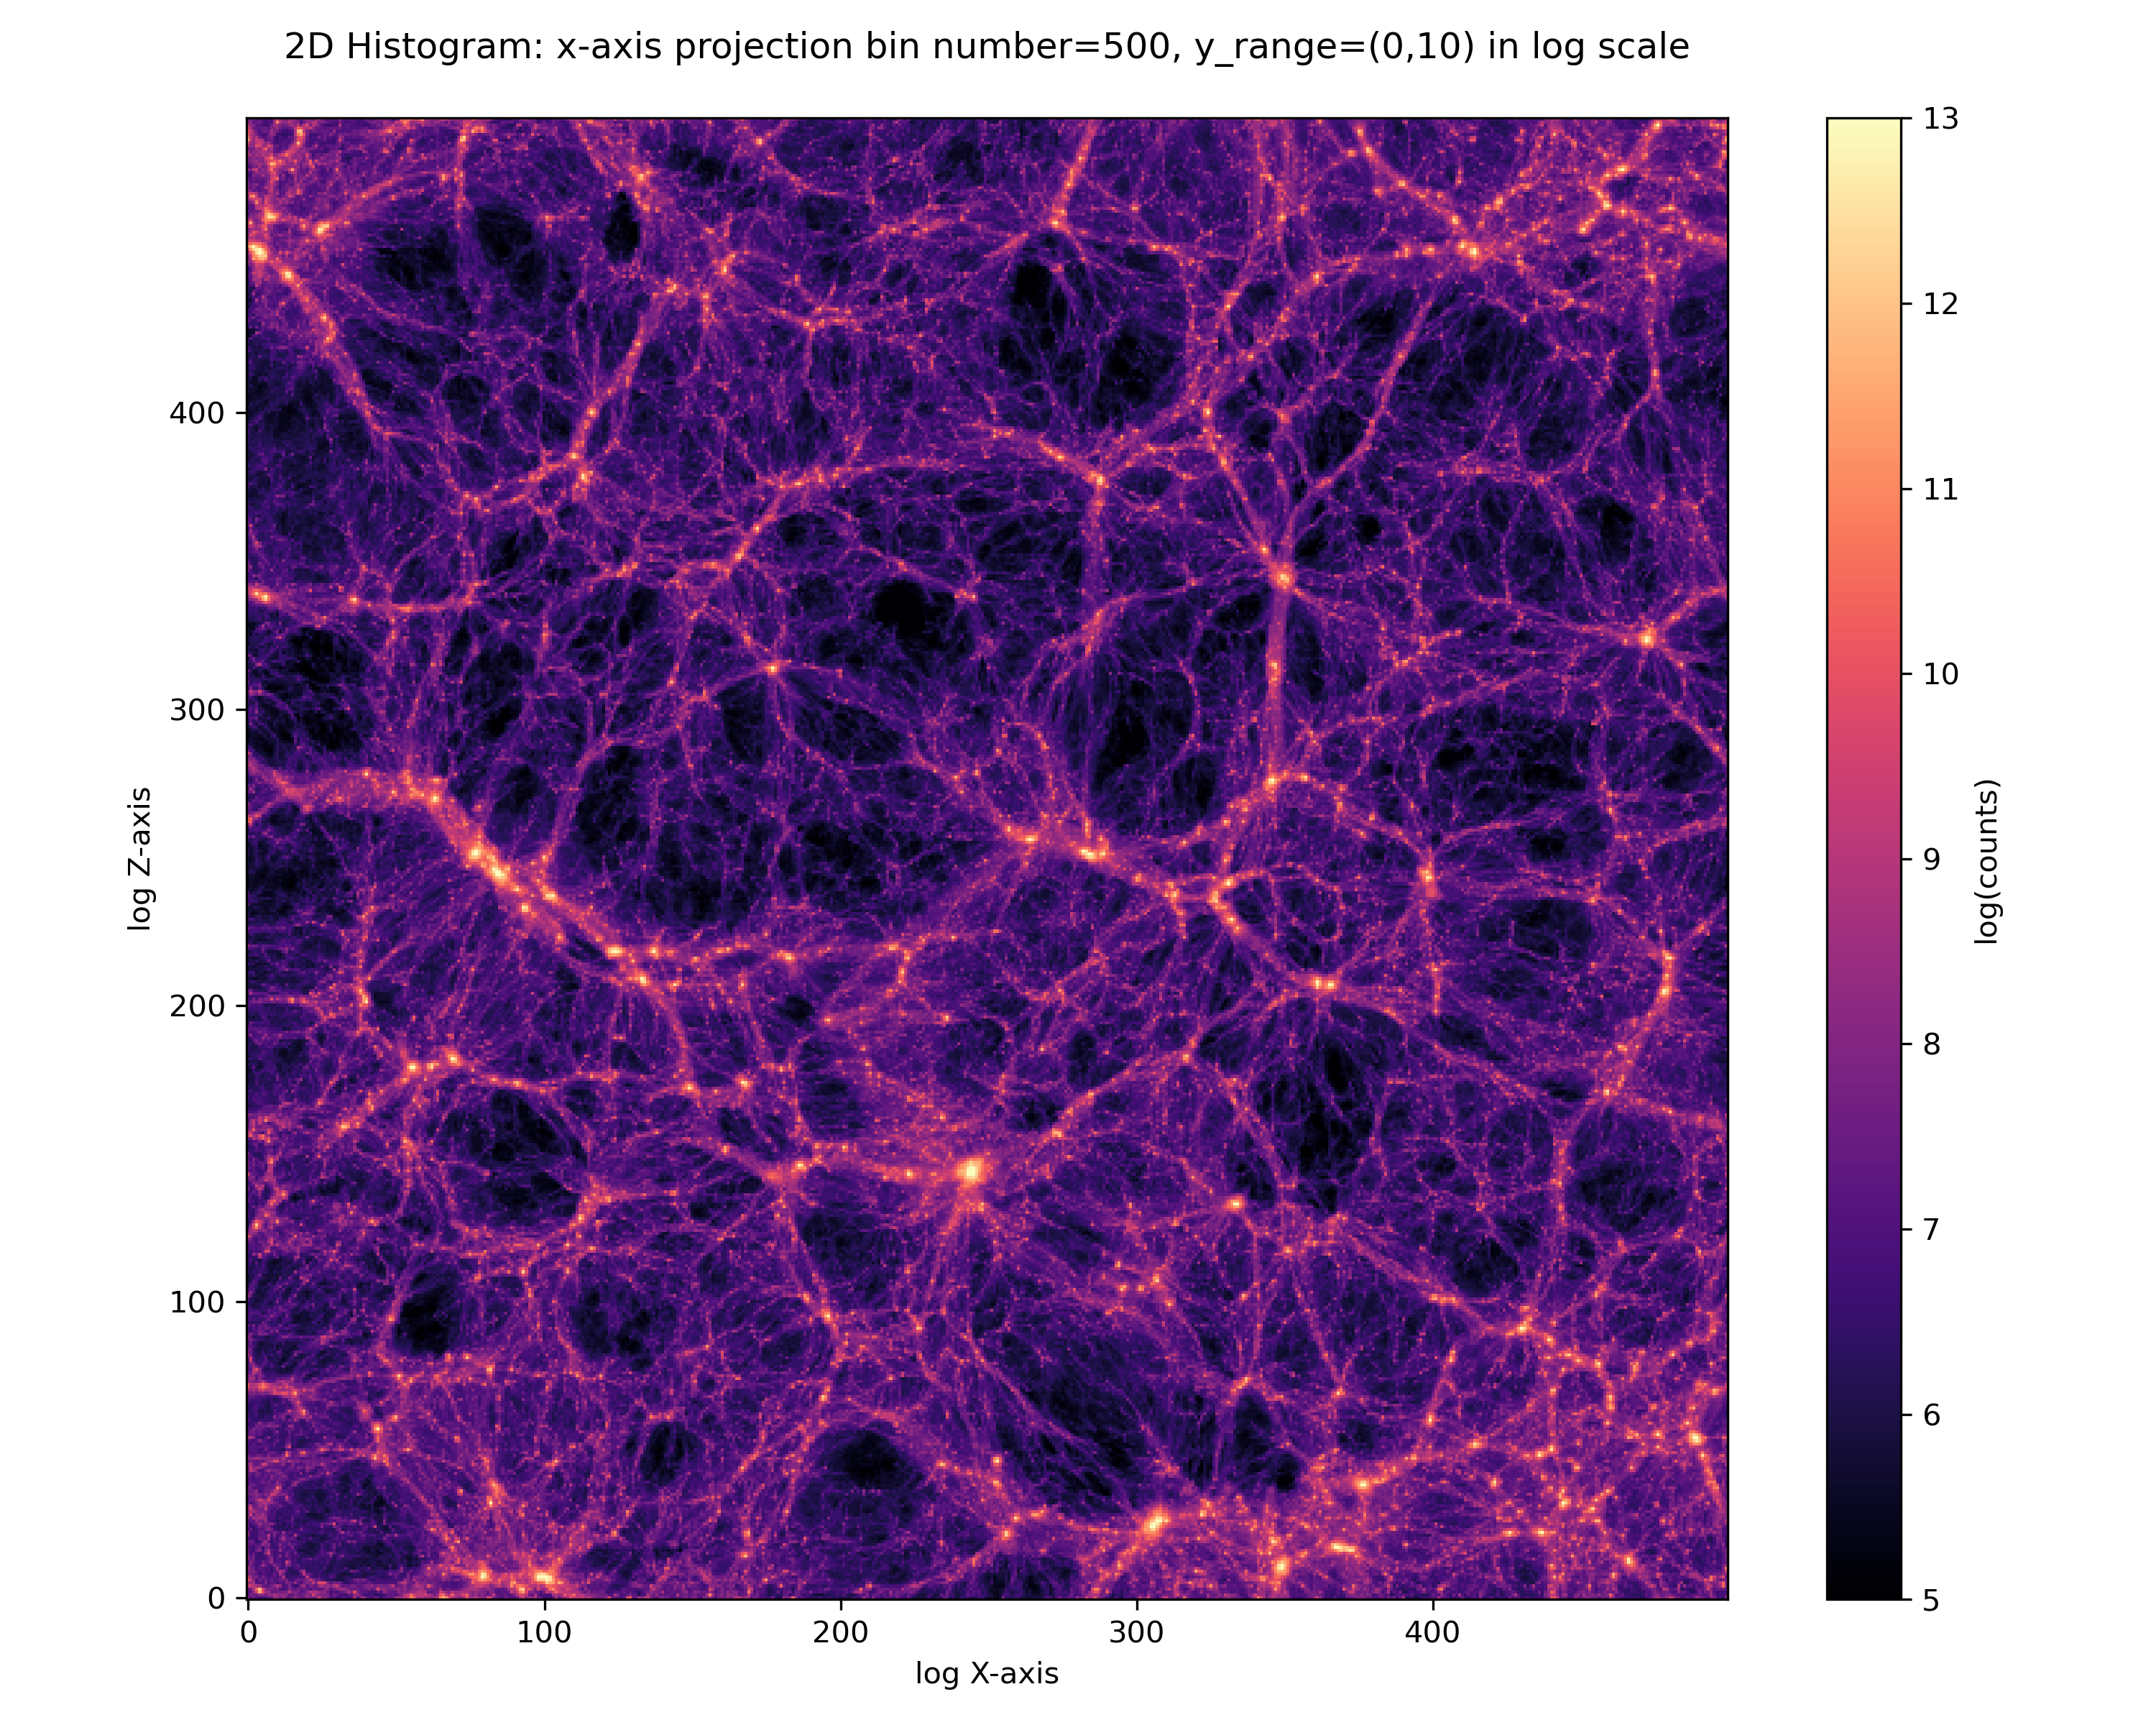 2D Histogram: x-axis projection bin number=500, y_range=(0,10) in log scale
400
300
200
100
0
log Z-axis
0 100 200 300 400
log X-axis
13
12
11
10
9
8
7
6
5
log(counts)